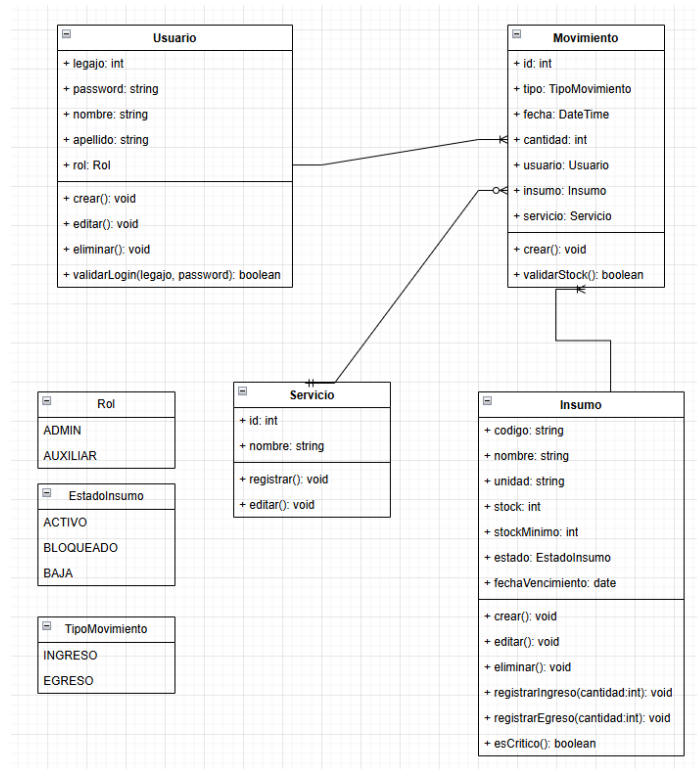 Usuario
+ legajo: int
+ password: string
+ nombre: string
+ apellido: string
+ rol: Rol
+ crear(): void
+ editar(): void
+ eliminar(): void
+ validarLogin(legajo, password): boolean
Movimiento
+ id: int
+ tipo: TipoMovimiento
+ fecha: DateTime
+ cantidad: int
+ usuario: Usuario
+ insumo: Insumo
+ servicio: Servicio
+ crear(): void
+ validarStock(): boolean
Rol
ADMIN
AUXILIAR
EstadoInsumo
ACTIVO
BLOQUEADO
BAJA
TipoMovimiento
INGRESO
EGRESO
Servicio
+ id: int
+ nombre: string
+ registrar(): void
+ editar(): void
Insumo
+ codigo: string
+ nombre: string
+ unidad: string
+ stock: int
+ stockMinimo: int
+ estado: EstadoInsumo
+ fechaVencimiento: date
+ crear(): void
+ editar(): void
+ eliminar(): void
+ registrarIngreso(cantidad:int): void
+ registrarEgreso(cantidad:int): void
+ esCritico(): boolean